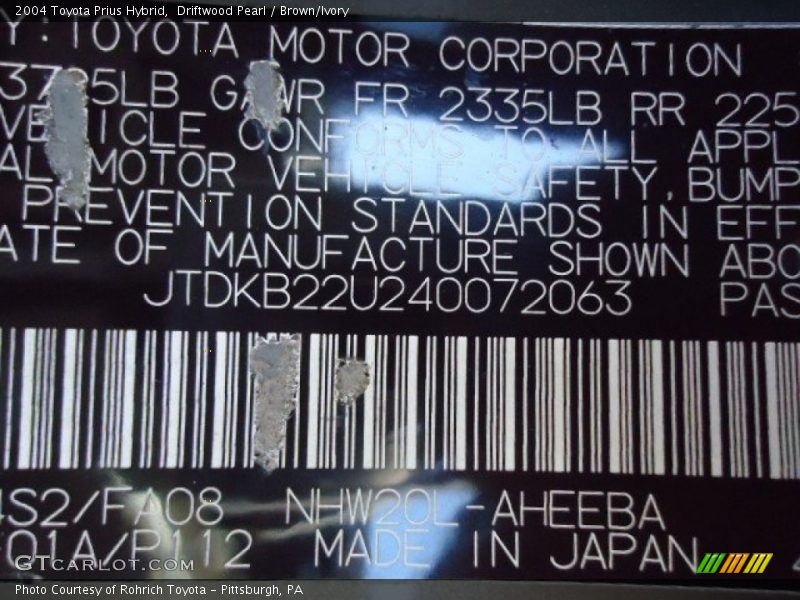 2004 Toyota Prius Hybrid,  Driftwood Pearl / Brown/Ivory
Y:TOYOTA MOTOR CORPORATION
5LB G WR FR 2335LB RR 225
VE ICLE CONFORMS TO ALL APPL
AL MOTOR VEHICLE SAFETY, BUMP
PREVENTION STANDARDS IN EFF
ATE OF MANUFACTURE SHOWN ABO
JTDKB22U240072063 PAS
4S2/FA08 NHW20L-AHEEBA
01A/P112 MADE IN JAPAN
GTCARLOT.COM
Photo Courtesy of Rohrich Toyota - Pittsburgh, PA